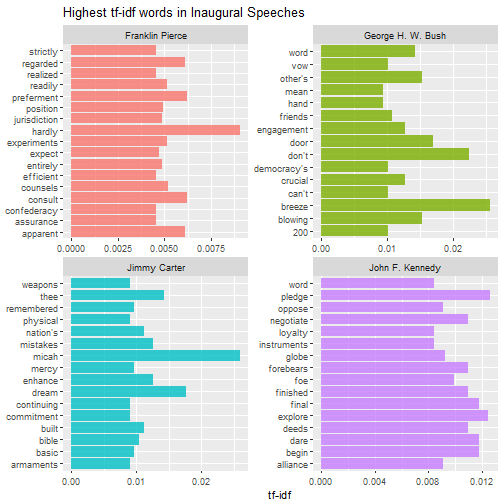 Highest tf-idf words in Inaugural Speeches
Franklin Pierce
strictly
regarded
realized
readily
preferment
position
jurisdiction
hardly
experiments
expect
entirely
efficient
counsels
consult
confederacy
assurance
apparent
0.0000 0.0025 0.0050 0.0075
George H. W. Bush
word
vow
other's
mean
hand
friends
engagement
door
don't
democracy's
crucial
can't
breeze
blowing
200
0.00 0.01 0.02
Jimmy Carter
weapons
thee
remembered
physical
nation's
mistakes
micah
mercy
enhance
dream
continuing
commitment
built
bible
basic
armaments
0.00 0.01 0.02
John F. Kennedy
word
pledge
oppose
negotiate
loyalty
instruments
globe
forebears
foe
finished
final
explore
deeds
dare
begin
alliance
0.000 0.004 0.008 0.012
tf-idf